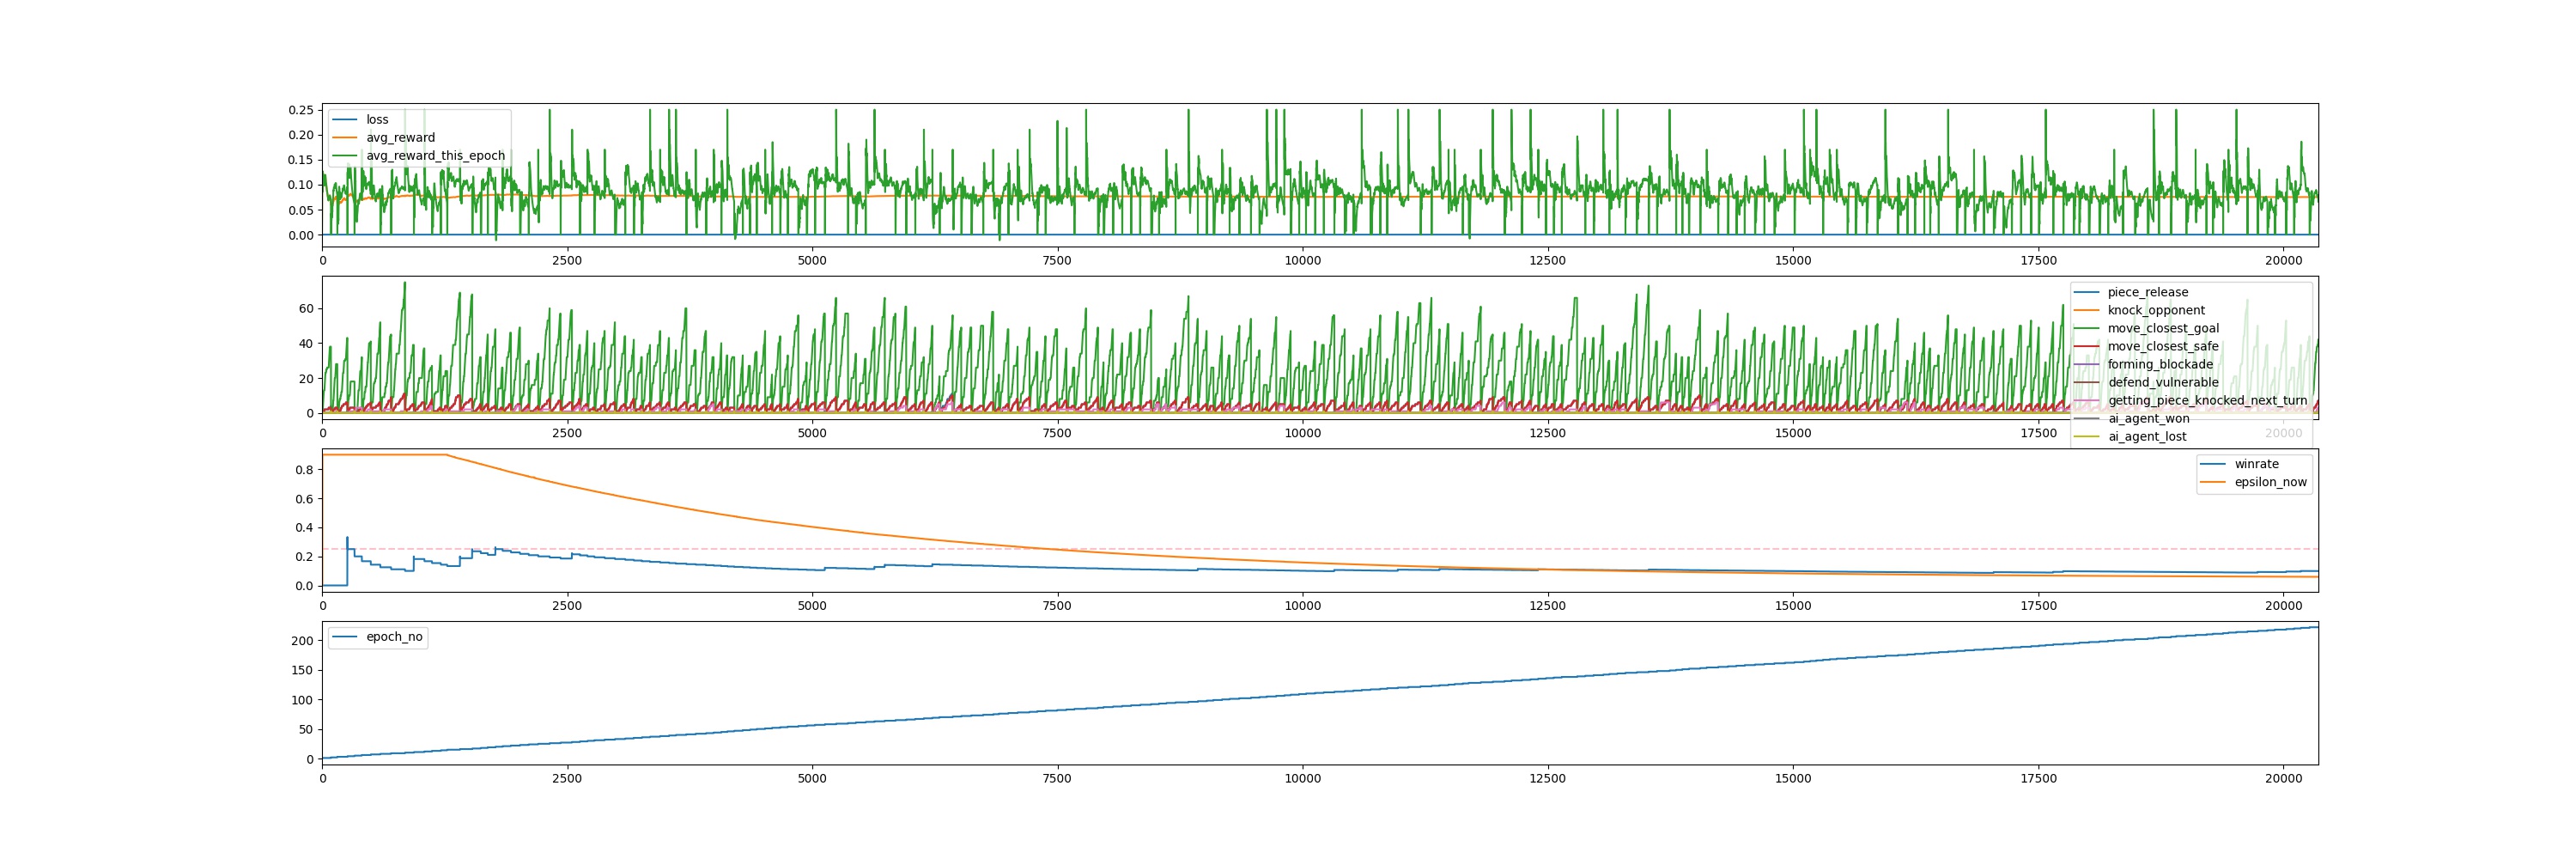 0.25
0.20
0.15
0.10
0.05
0.00
loss
avg_reward
avg_reward_this_epoch
0 2500 5000 7500 10000 12500 15000 17500 20000
60
40
20
0
piece_release
knock_opponent
move_closest_goal
move_closest_safe
forming_blockade
defend_vulnerable
getting_piece_knocked_next_turn
ai_agent_won
ai_agent_lost
0 2500 5000 7500 10000 12500 15000 17500 20000
0.8
0.6
0.4
0.2
0.0
winrate
epsilon_now
0 2500 5000 7500 10000 12500 15000 17500 20000
200
150
100
50
0
epoch_no
0 2500 5000 7500 10000 12500 15000 17500 20000